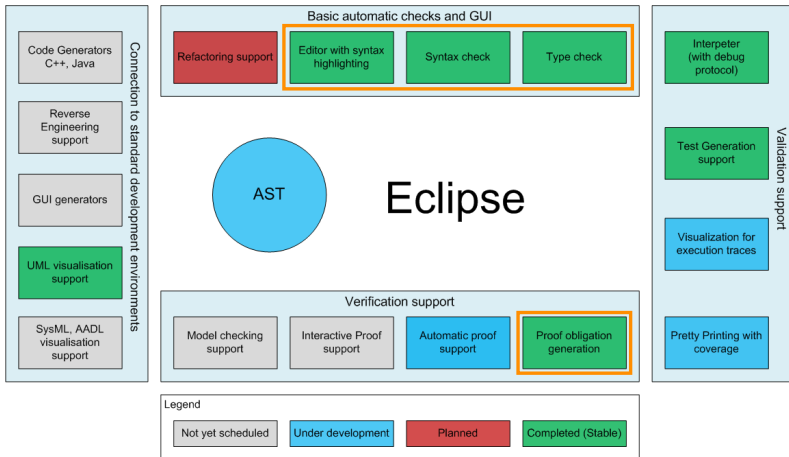 Basic automatic checks and GUI
Refactoring support
Editor with syntax
highlighting
Syntax check
Type check
Connection to standard development environments
Code Generators
C++, Java
Reverse
Engineering
support
GUI generators
UML visualisation
support
SysML, AADL
visualisation
support
AST
Eclipse
Validation support
Interpeter
(with debug
protocol)
Test Generation
support
Visualization for
execution traces
Pretty Printing with
coverage
Verification support
Model checking
support
Interactive Proof
support
Automatic proof
support
Proof obligation
generation
Legend
Not yet scheduled
Under development
Planned
Completed (Stable)